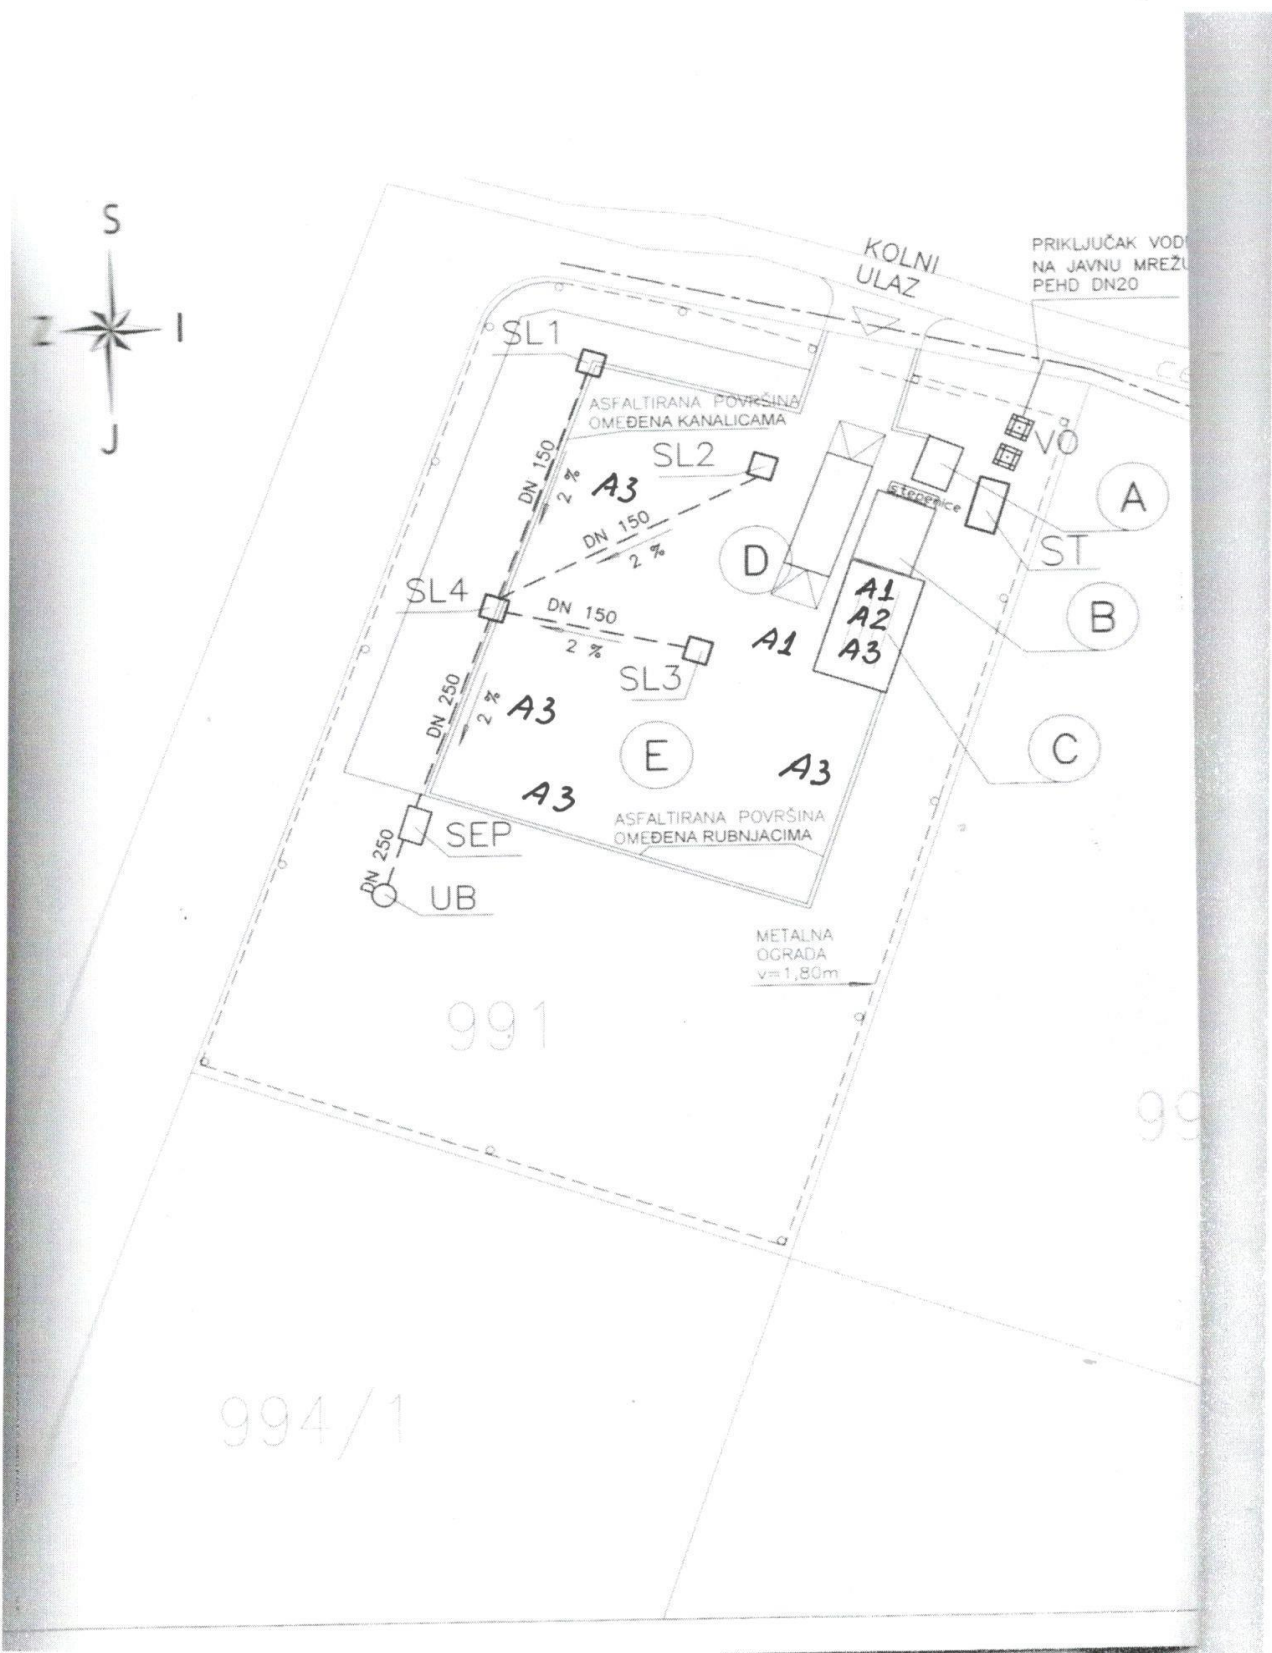 S
Z
I
J
KOLNI
ULAZ
PRIKLJUČAK VOD
NA JAVNU MREŽU
PEHD DN20
SL1
ASFALTIRANA POVRŠINA
OMEĐENA KANALICAMA
VO
SL2
DN 150
2 %
A3
stepenice
A
DN 150
2 %
D
ST
SL4
DN 150
2 %
A1
A2
A3
B
A1
SL3
DN 250
2 %
A3
E
C
A3
A3
ASFALTIRANA POVRŠINA
OMEĐENA RUBNJACIMA
SEP
DN 250
UB
METALNA
OGRADA
v=1,80m
991
99
994/1